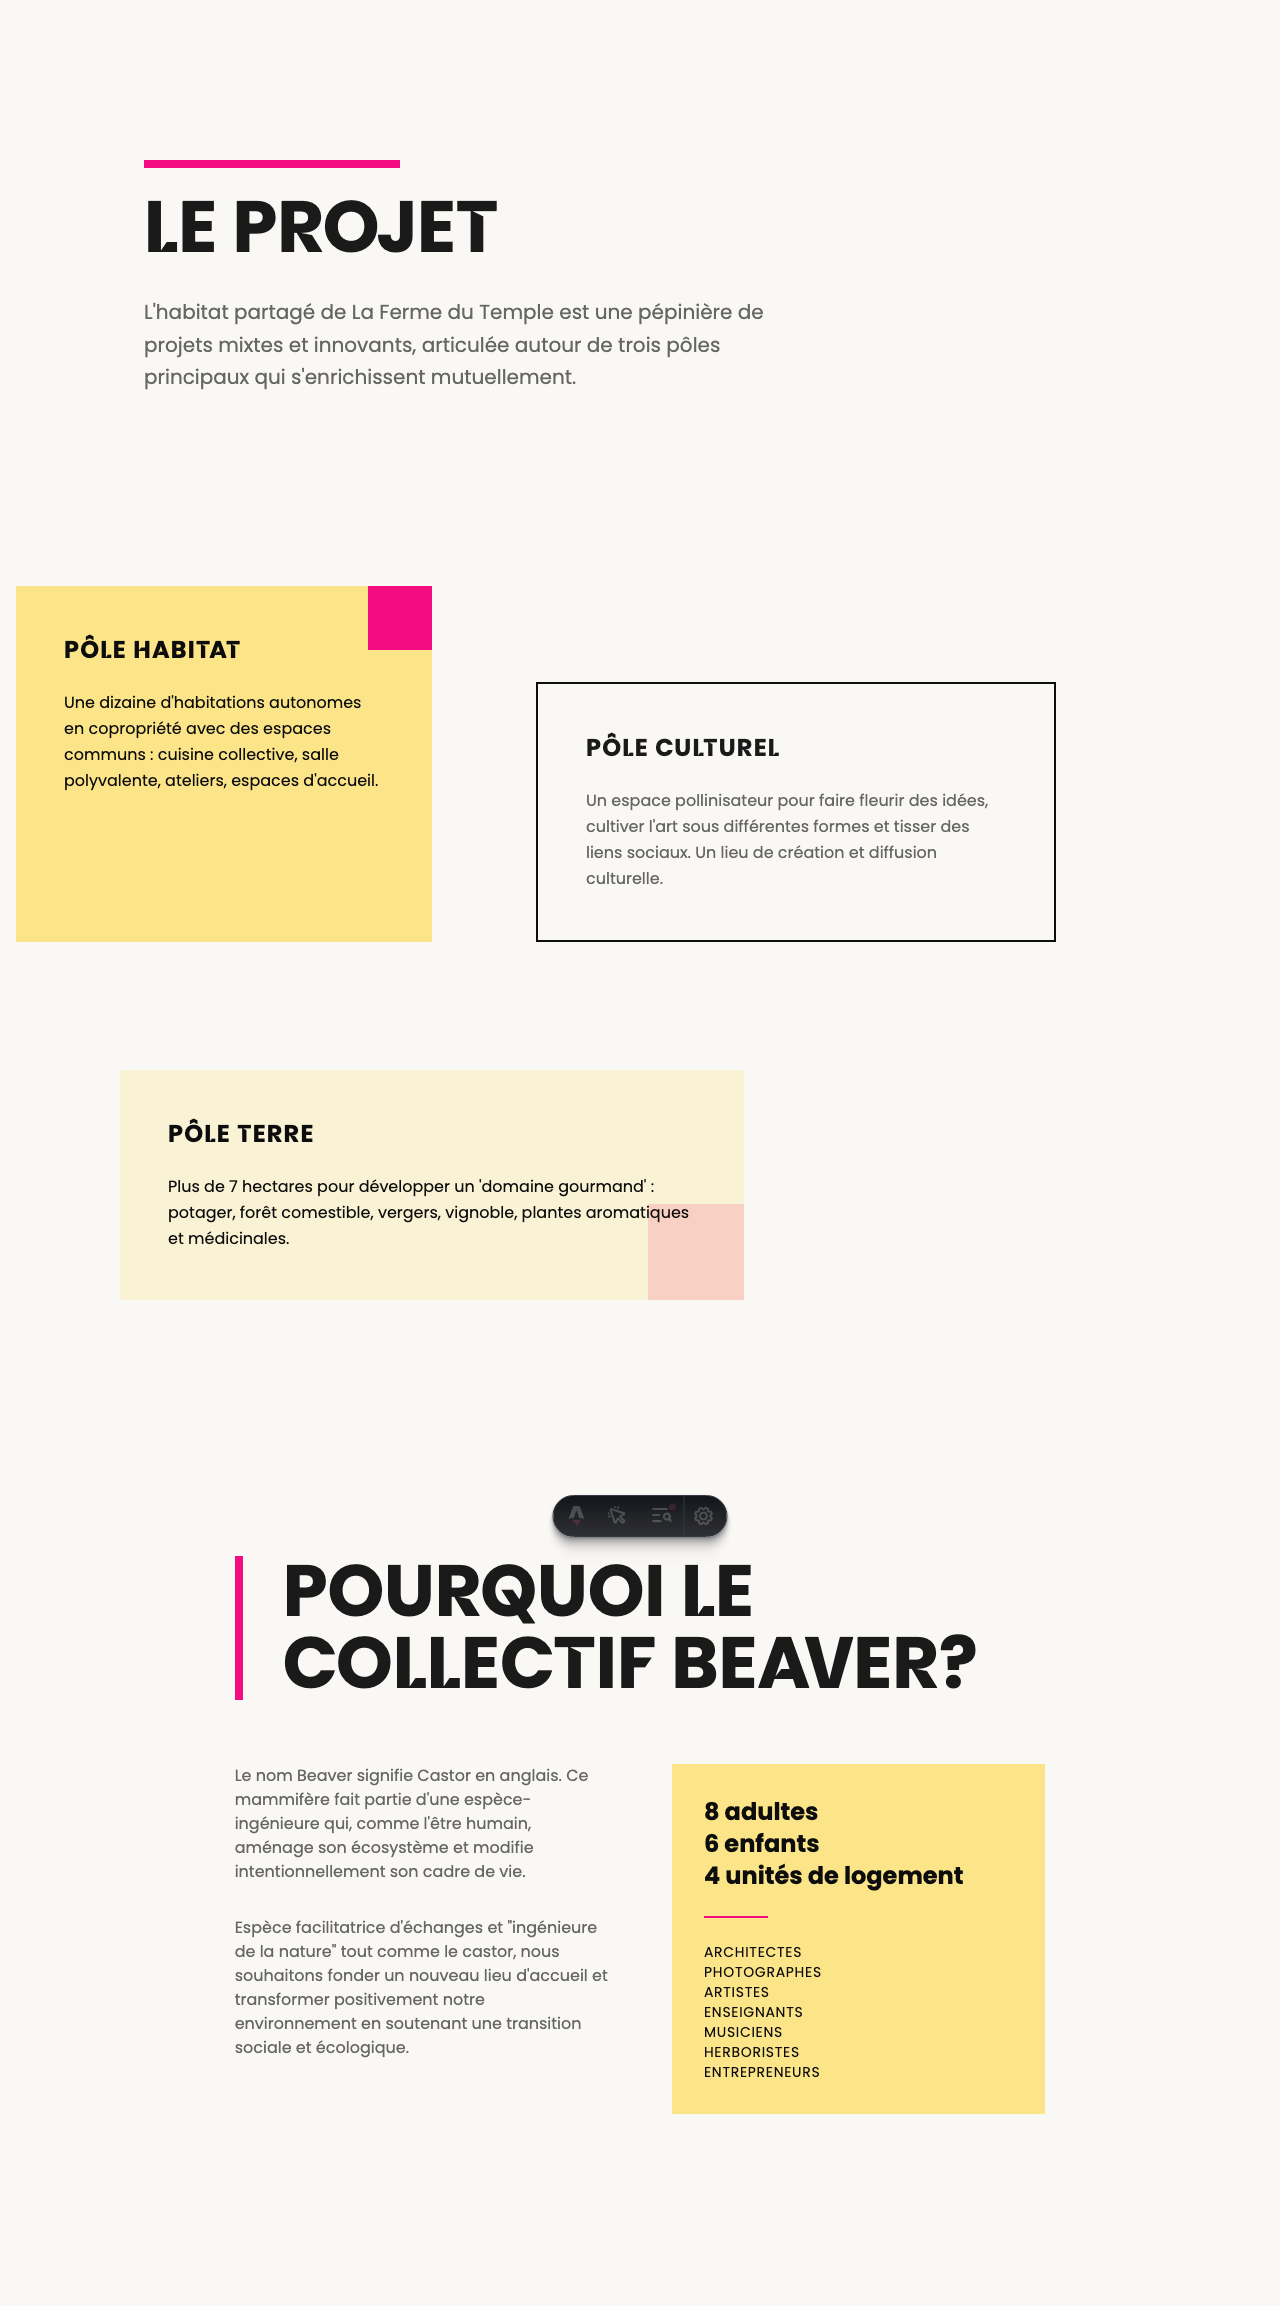 LE PROJET
L'habitat partagé de La Ferme du Temple est une pépinière de
projets mixtes et innovants, articulée autour de trois pôles
principaux qui s'enrichissent mutuellement.
PÔLE HABITAT
Une dizaine d'habitations autonomes
en copropriété avec des espaces
communs : cuisine collective, salle
polyvalente, ateliers, espaces d'accueil.
PÔLE CULTUREL
Un espace pollinisateur pour faire fleurir des idées,
cultiver l'art sous différentes formes et tisser des
liens sociaux. Un lieu de création et diffusion
culturelle.
PÔLE TERRE
Plus de 7 hectares pour développer un 'domaine gourmand' :
potager, forêt comestible, vergers, vignoble, plantes aromatiques
et médicinales.
POURQUOI LE
COLLECTIF BEAVER?
Le nom Beaver signifie Castor en anglais. Ce
mammifère fait partie d'une espèce-
ingénieure qui, comme l'être humain,
aménage son écosystème et modifie
intentionnellement son cadre de vie.
Espèce facilitatrice d'échanges et "ingénieure
de la nature" tout comme le castor, nous
souhaitons fonder un nouveau lieu d'accueil et
transformer positivement notre
environnement en soutenant une transition
sociale et écologique.
8 adultes
6 enfants
4 unités de logement
ARCHITECTES
PHOTOGRAPHES
ARTISTES
ENSEIGNANTS
MUSICIENS
HERBORISTES
ENTREPRENEURS